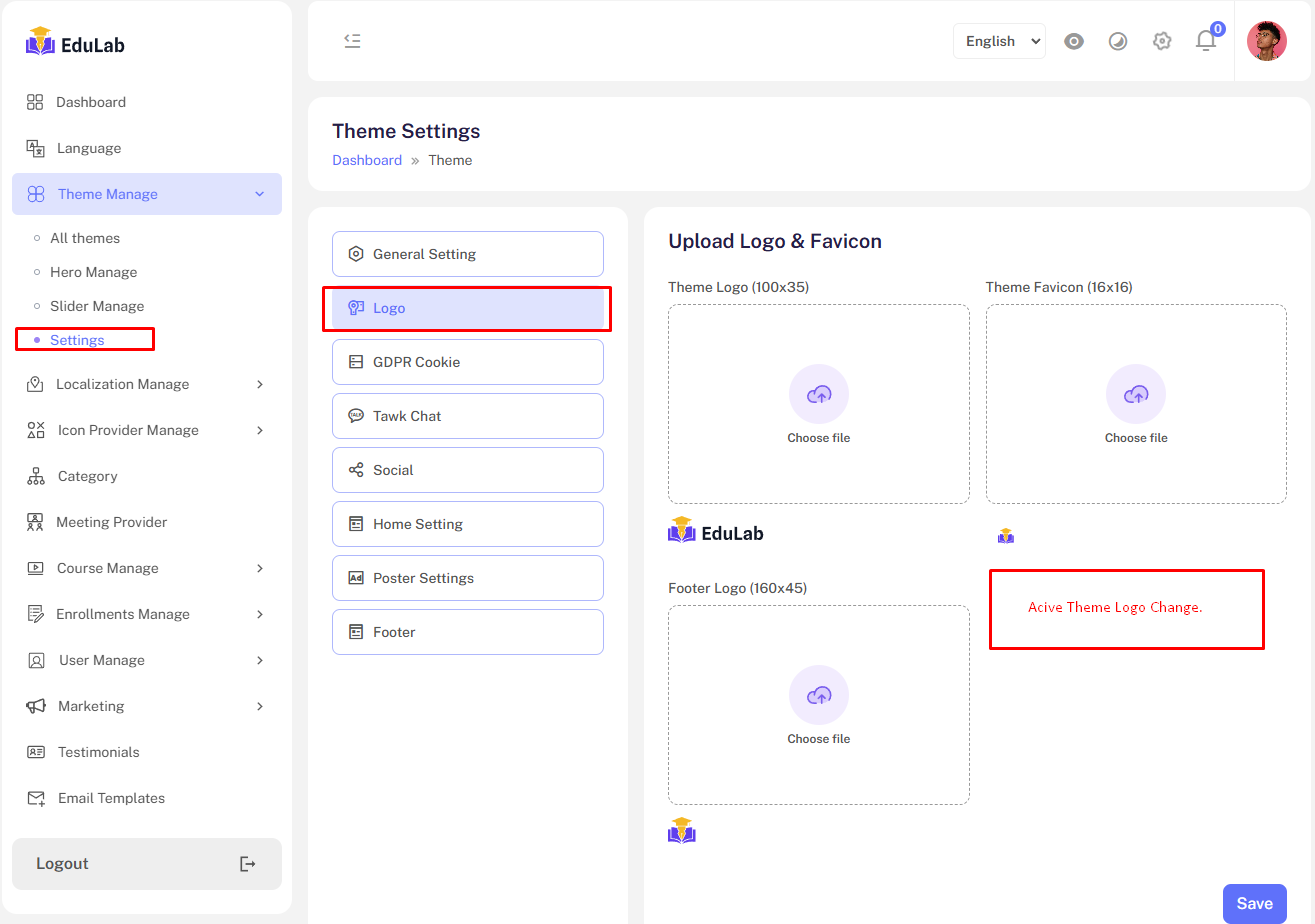 EduLab
Dashboard
Language
Theme Manage
All themes
Hero Manage
Slider Manage
Settings
Localization Manage
Icon Provider Manage
Category
Meeting Provider
Course Manage
Enrollments Manage
User Manage
Marketing
Testimonials
Email Templates
Logout
English
0
Theme Settings
Dashboard » Theme
General Setting
Logo
GDPR Cookie
Tawk Chat
Social
Home Setting
Ad Poster Settings
Footer
Upload Logo & Favicon
Theme Logo (100x35)
Choose file
EduLab
Theme Favicon (16x16)
Choose file
Footer Logo (160x45)
Choose file
Acive Theme Logo Change.
Save